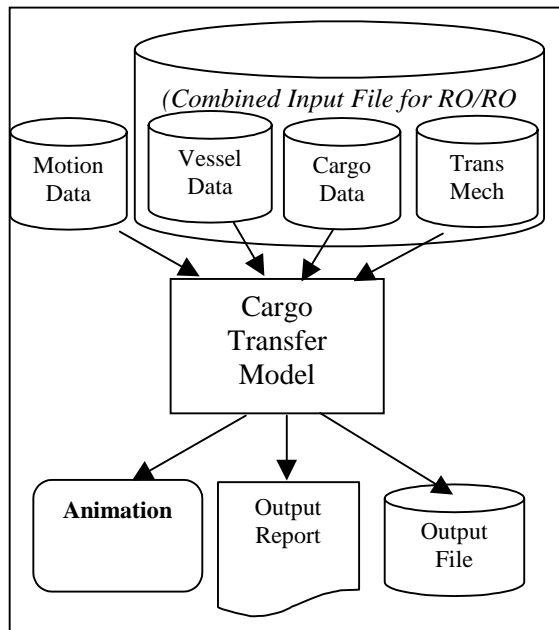 (Combined Input File for RO/RO
Motion
Data
Vessel
Data
Cargo
Data
Trans
Mech
Cargo
Transfer
Model
Animation
Output
Report
Output
File